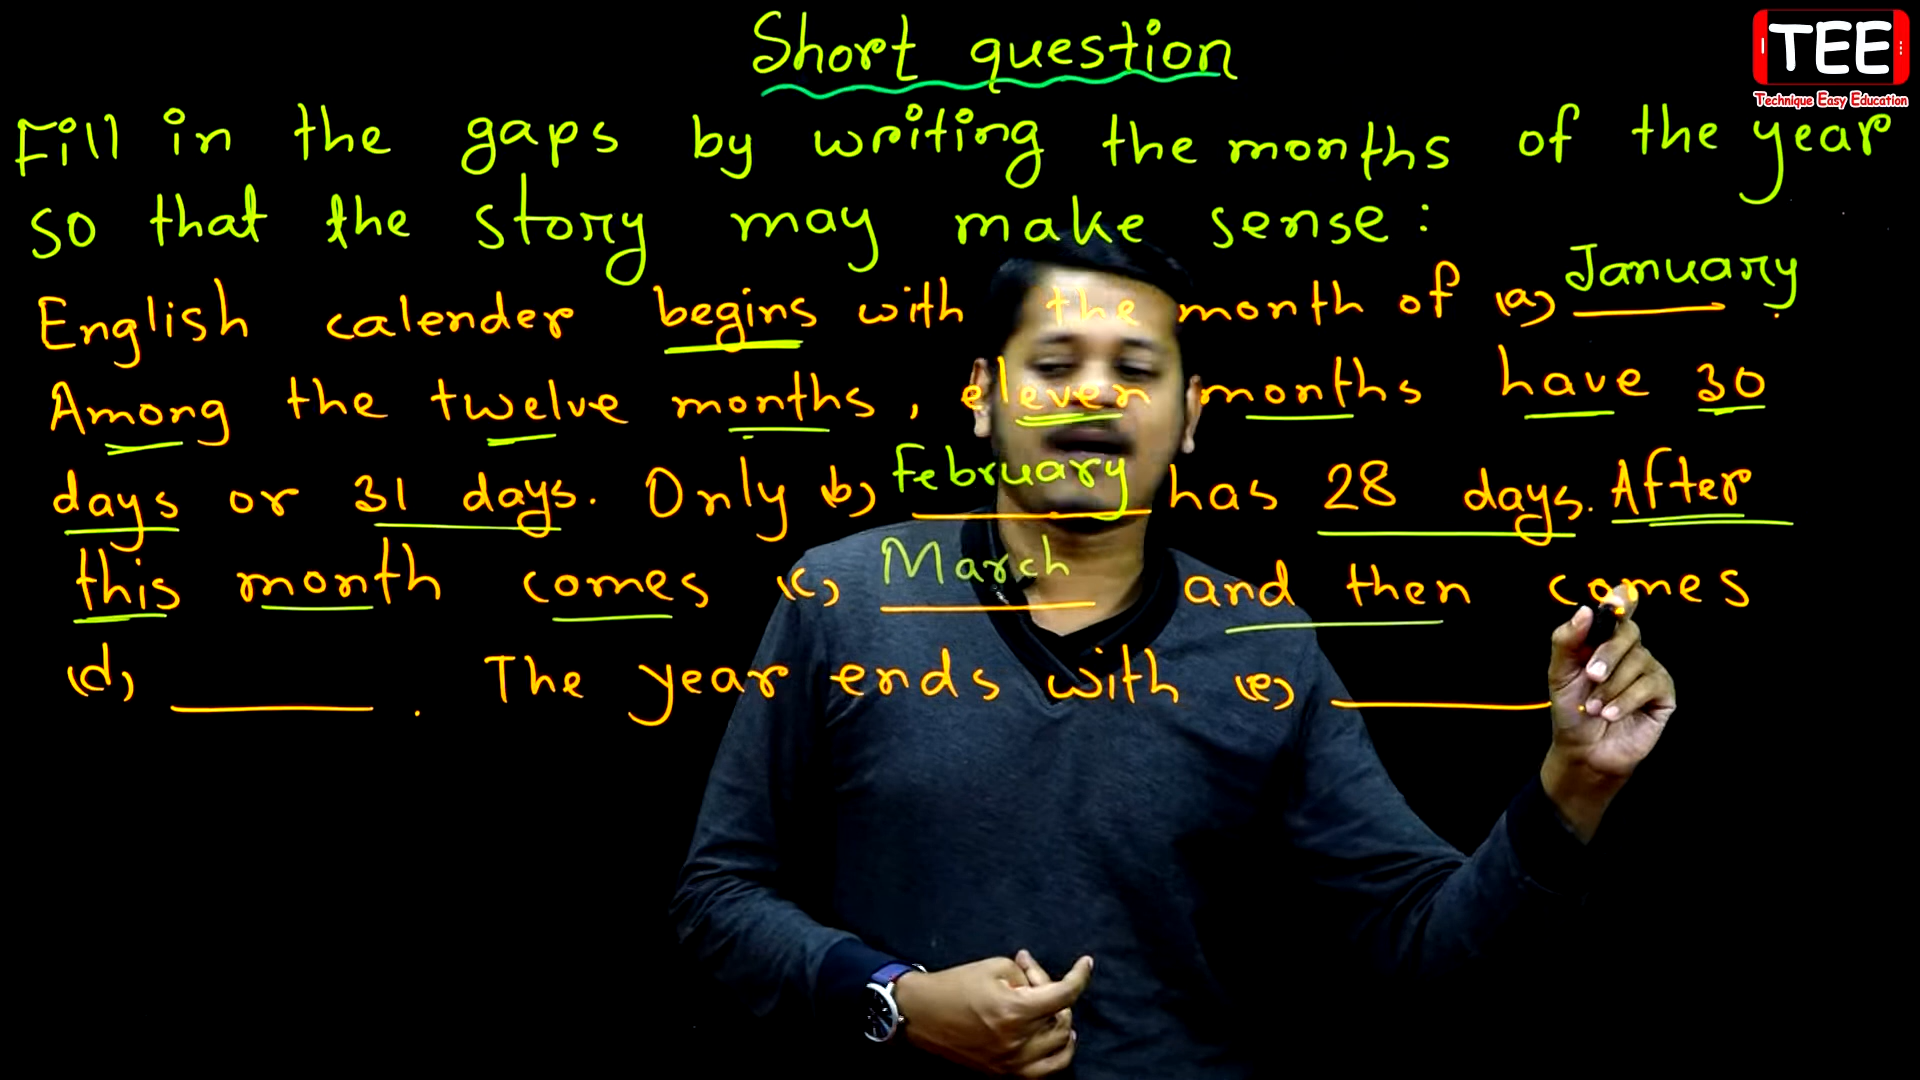 Short question
TEE
Technique Easy Education
Fill in the gaps by writing the months of the year
so that the story may make sense:
English calender begins with the month of (a) January.
Among the twelve months, eleven months have 30
days or 31 days. Only (b) February has 28 days. After
this month comes (c) March and then comes
(d) ______. The year ends with (e) ______.